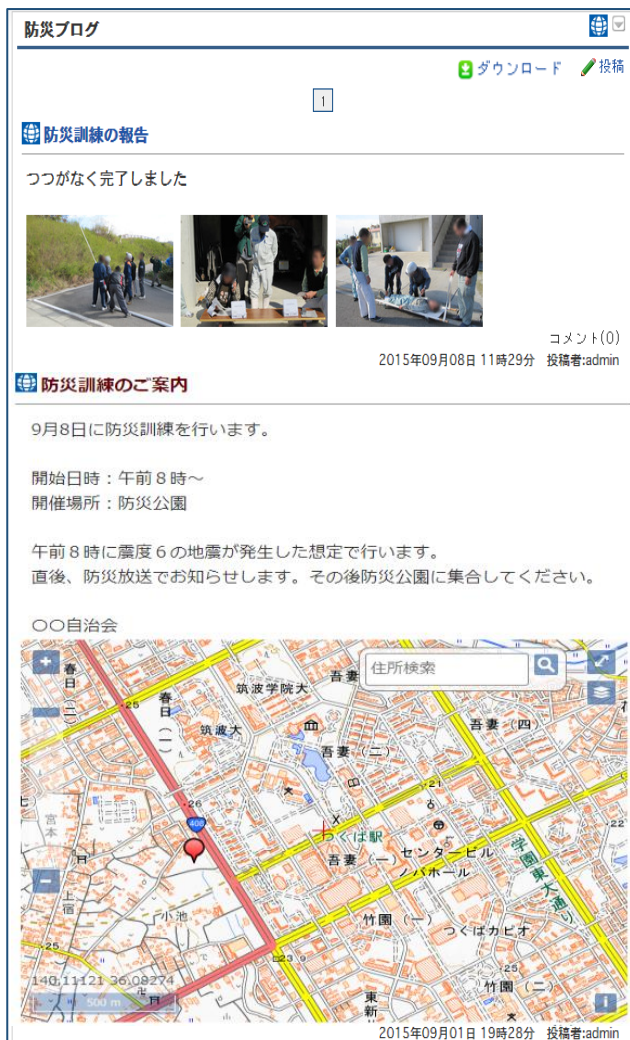 防災ブログ
ダウンロード 投稿
1
防災訓練の報告
つつがなく完了しました
コメント(0)
2015年09月08日 11時29分 投稿者:admin
防災訓練のご案内
9月8日に防災訓練を行います。
開始日時：午前８時～
開催場所：防災公園
午前８時に震度６の地震が発生した想定で行います。
直後、防災放送でお知らせします。その後防災公園に集合してください。
〇〇自治会
住所検索
春日(二)
春日(一)
筑波学院大
吾妻
筑波大
吾妻(四)
吾妻(二)
25
26
21
408
宮本
上宿
つくば駅
吾妻(一)
センタービル
ノバホール
学園東大通り
小池
竹園(一)
つくばカピオ
25
22
25
竹園(二)
140.11121 36.08274
500 m
2015年09月01日 19時28分 投稿者:admin